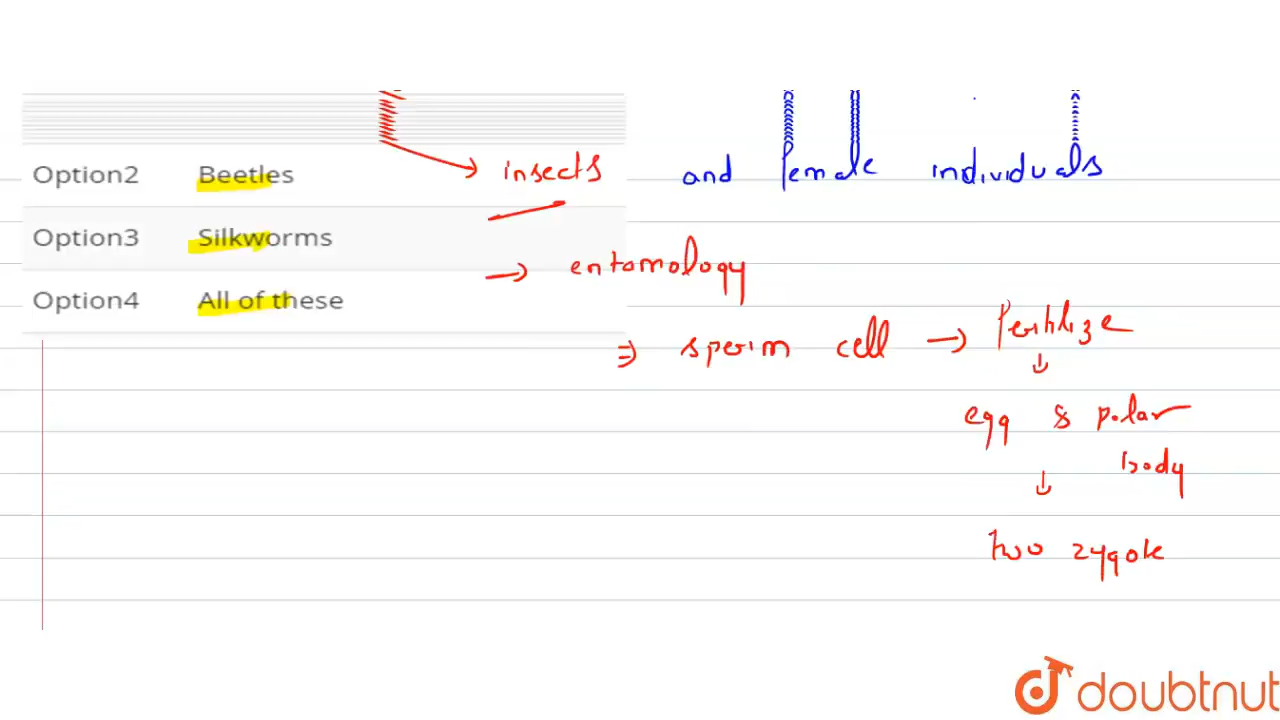 Option2 Beetles
insects
and female individuals
Option3 Silkworms
→ entomology
Option4 All of these
⇒ sperm cell → fertilize
↓
egg & polar
body
↓
two zygote
doubtnut